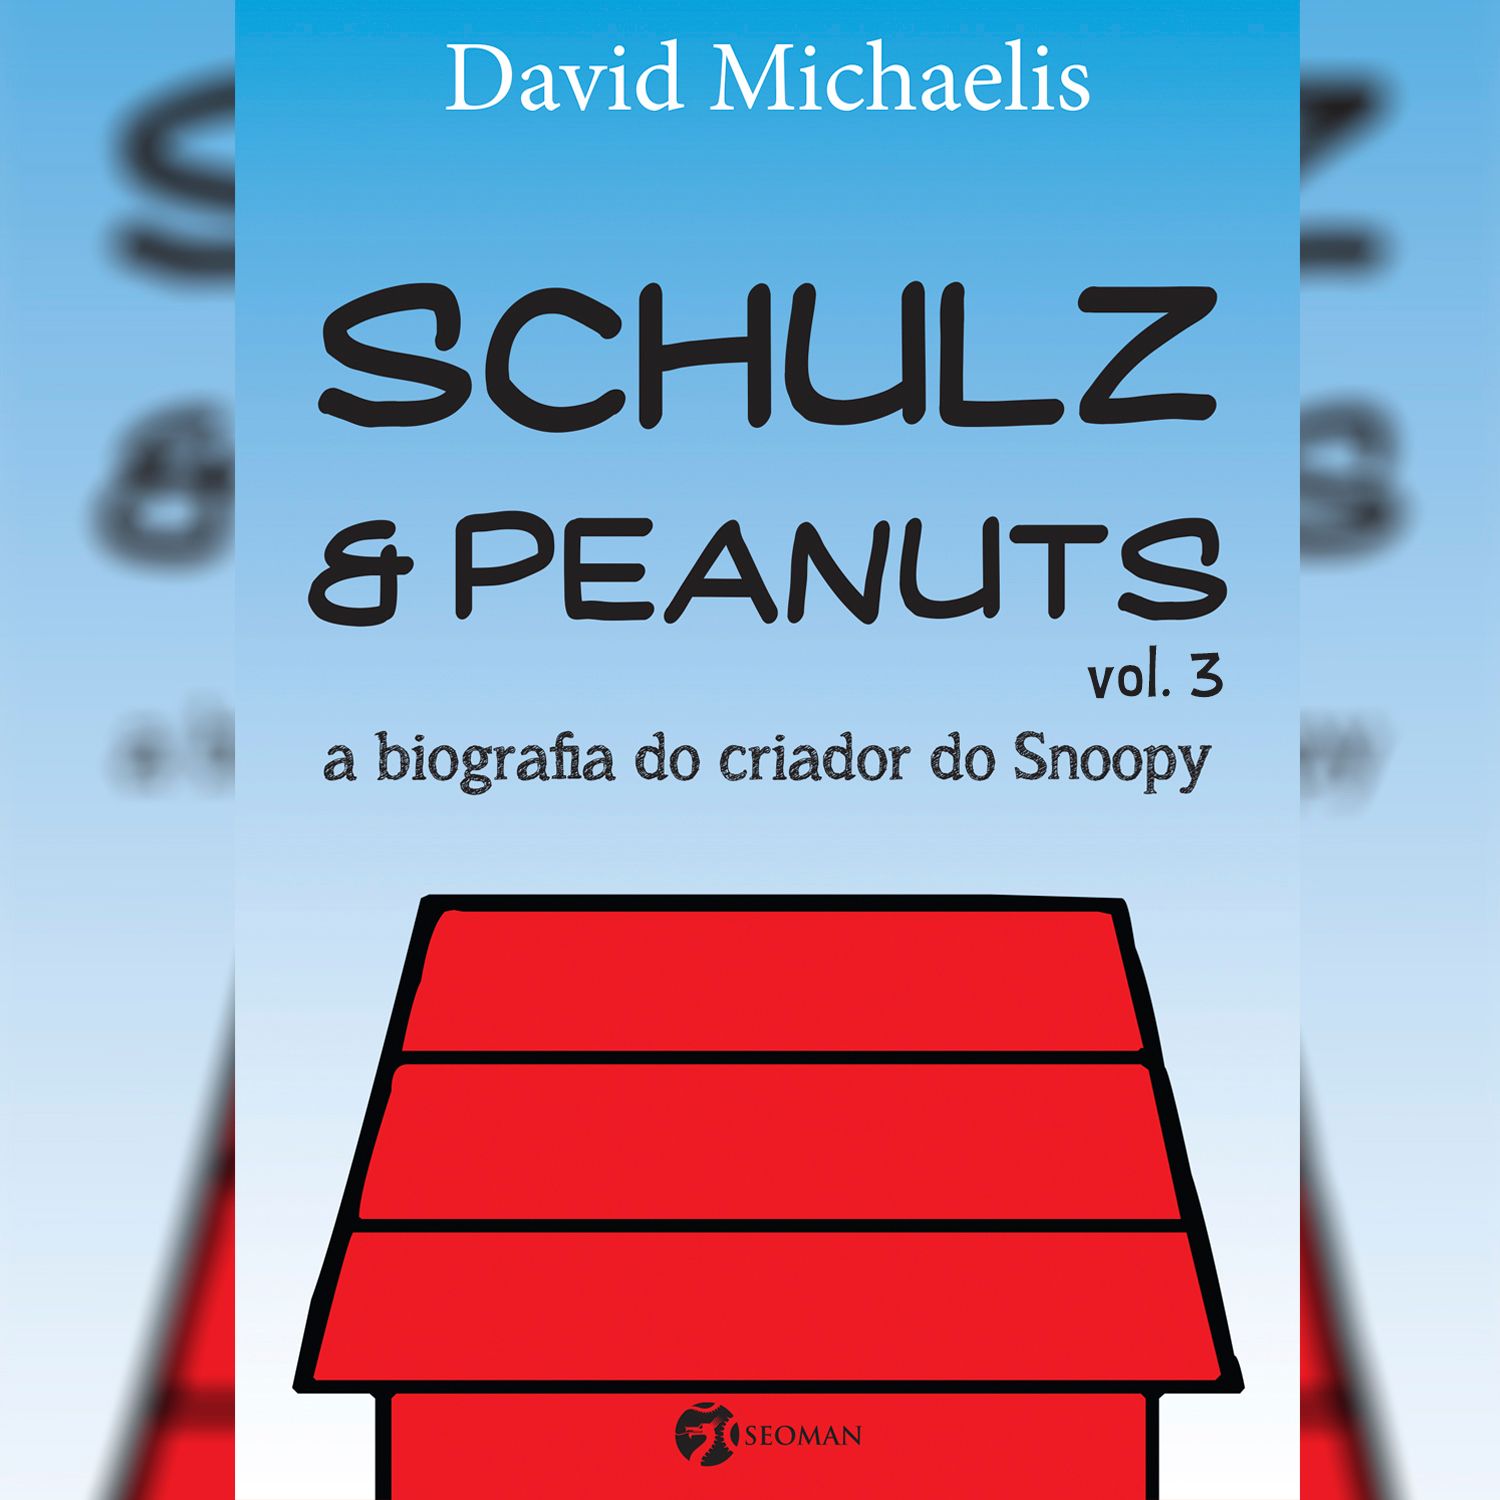 David Michaelis
SCHULZ
& PEANUTS
vol. 3
a biografia do criador do Snoopy
SEOMAN